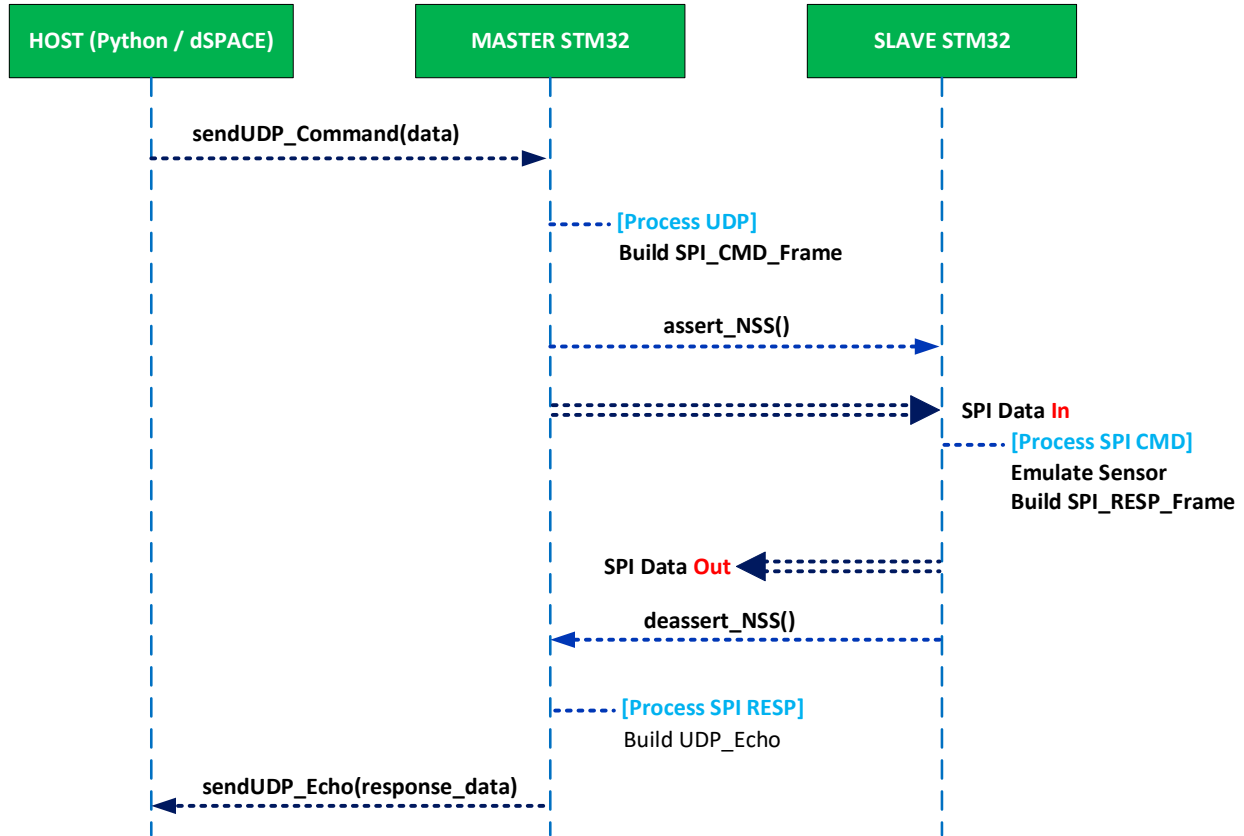 HOST (Python / dSPACE)
MASTER STM32
SLAVE STM32
sendUDP_Command(data)
[Process UDP]
Build SPI_CMD_Frame
assert_NSS()
SPI Data In
[Process SPI CMD]
Emulate Sensor
Build SPI_RESP_Frame
SPI Data Out
deassert_NSS()
[Process SPI RESP]
Build UDP_Echo
sendUDP_Echo(response_data)